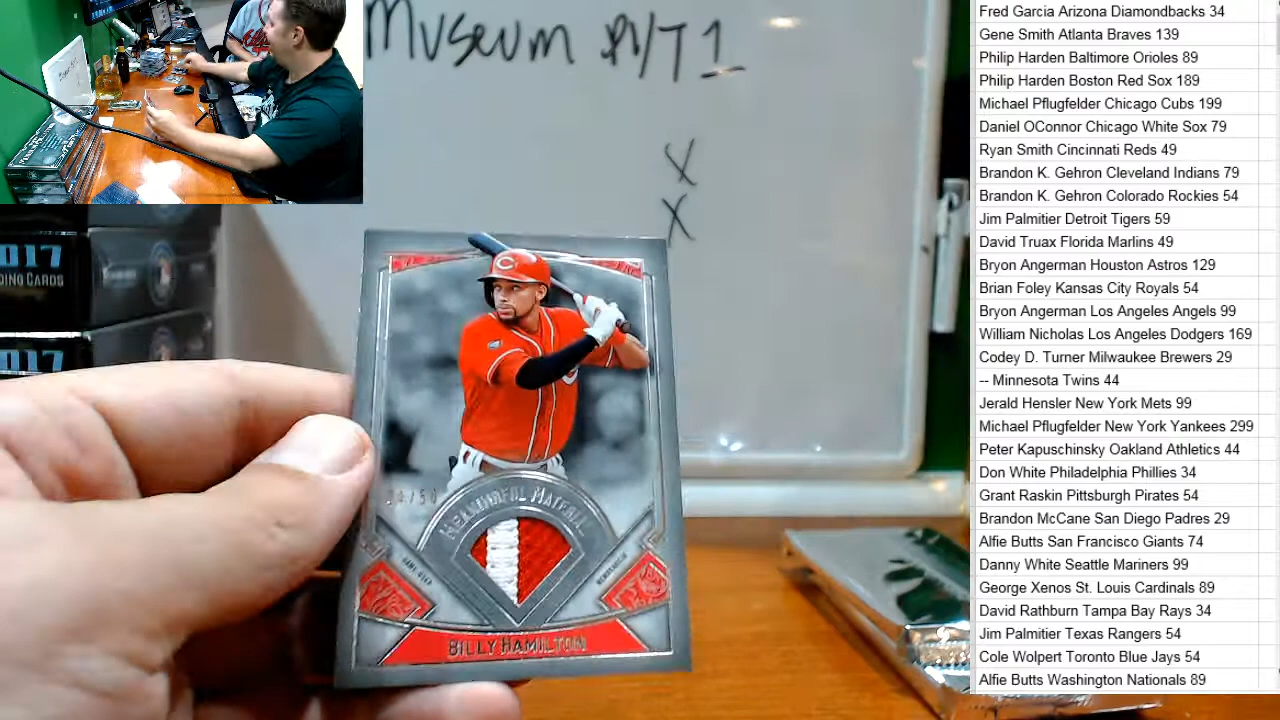 Museum
T1
X
X
017
DING CARDS
017
C
/50
MEANINGFUL MATERIAL
BILLY HAMILTON
Fred Garcia Arizona Diamondbacks 34
Gene Smith Atlanta Braves 139
Philip Harden Baltimore Orioles 89
Philip Harden Boston Red Sox 189
Michael Pflugfelder Chicago Cubs 199
Daniel OConnor Chicago White Sox 79
Ryan Smith Cincinnati Reds 49
Brandon K. Gehron Cleveland Indians 79
Brandon K. Gehron Colorado Rockies 54
Jim Palmitier Detroit Tigers 59
David Truax Florida Marlins 49
Bryon Angerman Houston Astros 129
Brian Foley Kansas City Royals 54
Bryon Angerman Los Angeles Angels 99
William Nicholas Los Angeles Dodgers 169
Codey D. Turner Milwaukee Brewers 29
-- Minnesota Twins 44
Jerald Hensler New York Mets 99
Michael Pflugfelder New York Yankees 299
Peter Kapuschinsky Oakland Athletics 44
Don White Philadelphia Phillies 34
Grant Raskin Pittsburgh Pirates 54
Brandon McCane San Diego Padres 29
Alfie Butts San Francisco Giants 74
Danny White Seattle Mariners 99
George Xenos St. Louis Cardinals 89
David Rathburn Tampa Bay Rays 34
Jim Palmitier Texas Rangers 54
Cole Wolpert Toronto Blue Jays 54
Alfie Butts Washington Nationals 89